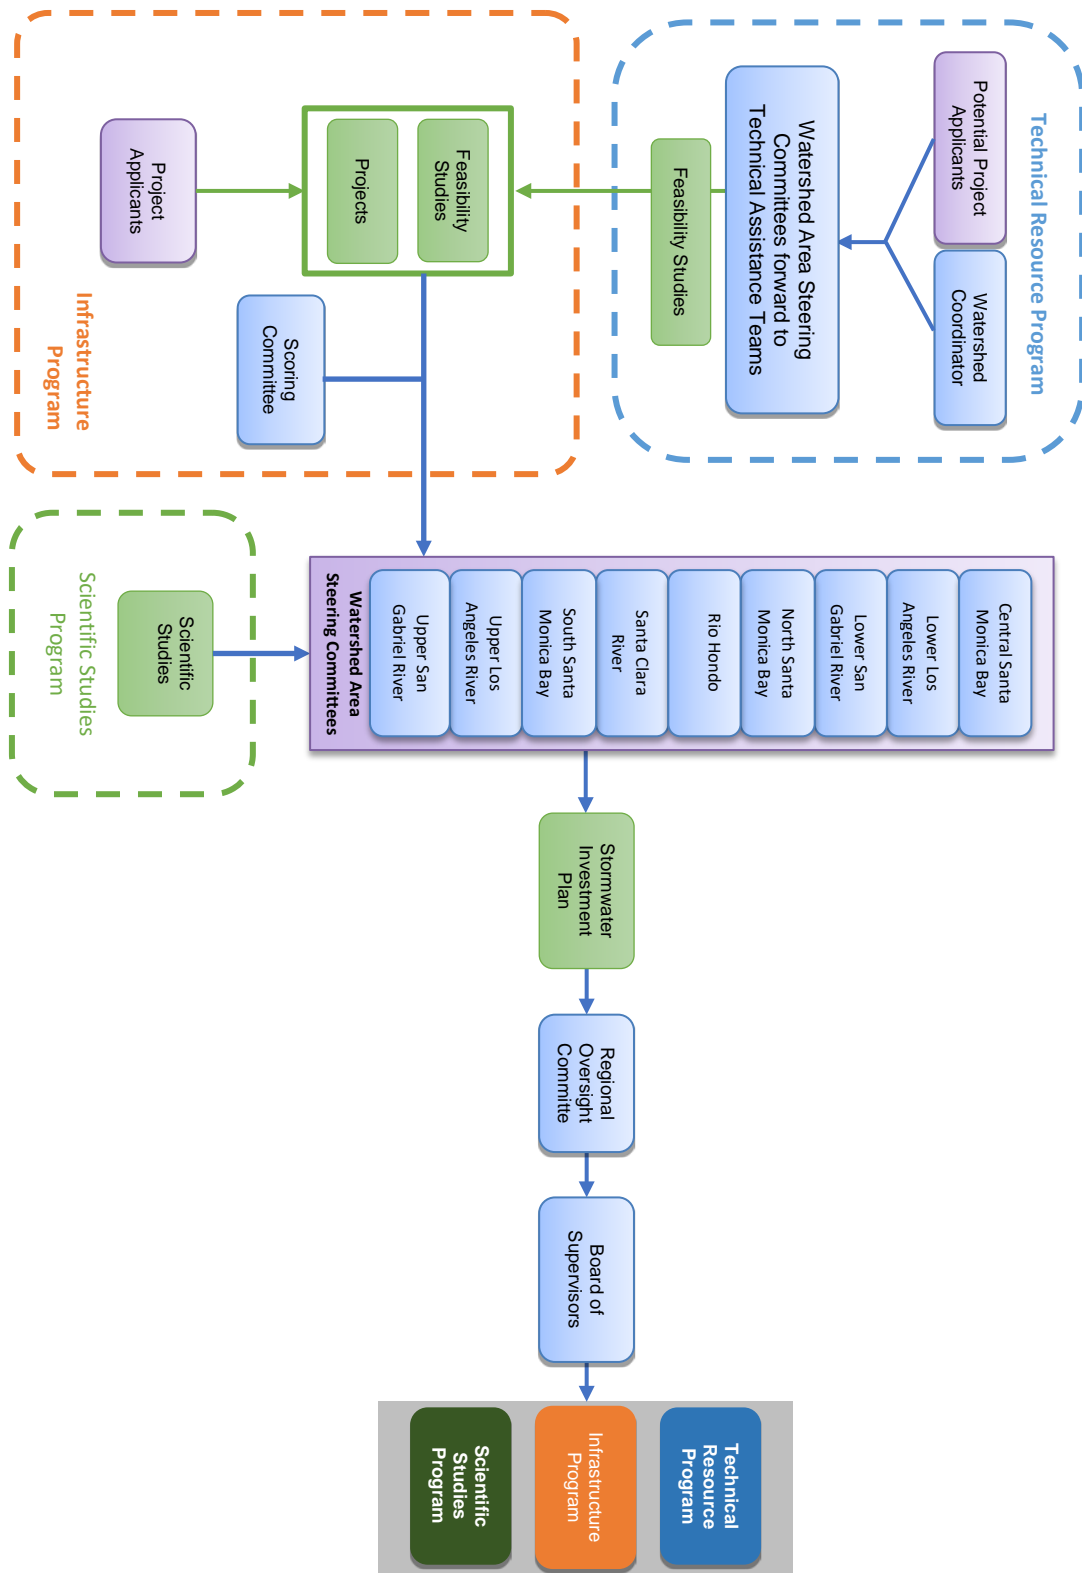 Technical Resource Program
Potential Project
Applicants
Watershed
Coordinator
Watershed Area Steering
Committees forward to
Technical Assistance Teams
Feasibility Studies
Feasibility
Studies
Projects
Project
Applicants
Scoring
Committee
Infrastructure
Program
Central Santa
Monica Bay
Lower Los
Angeles River
Lower San
Gabriel River
North Santa
Monica Bay
Rio Hondo
Santa Clara
River
South Santa
Monica Bay
Upper Los
Angeles River
Upper San
Gabriel River
Watershed Area
Steering Committees
Scientific
Studies
Scientific Studies
Program
Stormwater
Investment
Plan
Regional
Oversight
Committe
Board of
Supervisors
Technical
Resource
Program
Infrastructure
Program
Scientific
Studies
Program